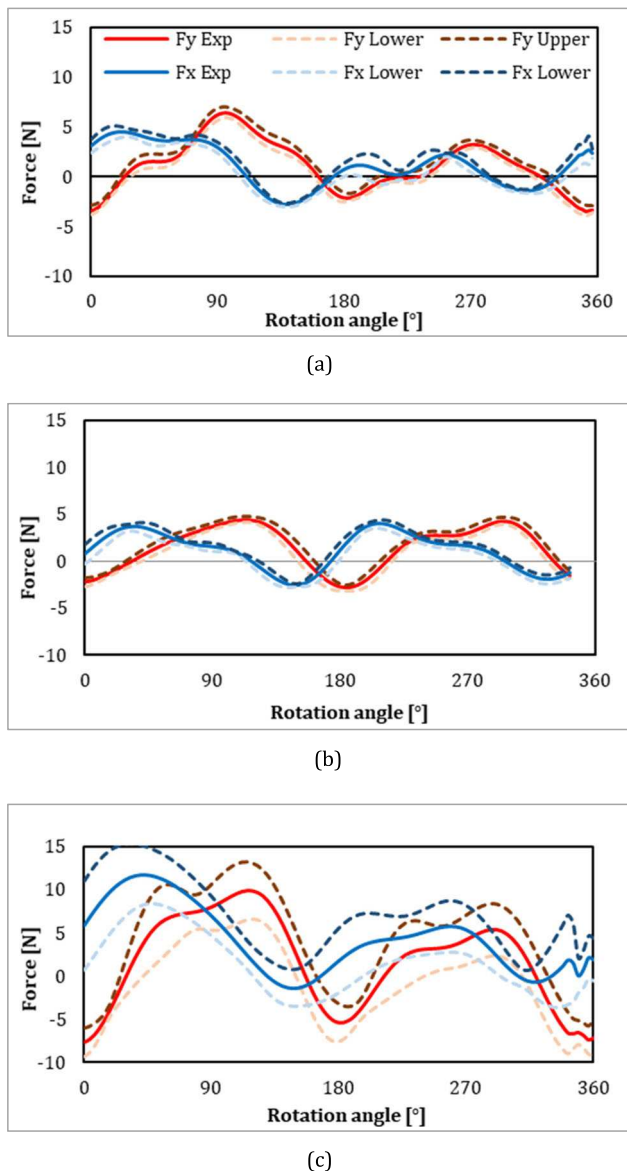 Fy Exp Fy Lower Fy Upper
Fx Exp Fx Lower Fx Lower
15
10
5
0
-5
-10
Force [N]
0 90 180 270 360
Rotation angle [°]
(a)
15
10
5
0
-5
-10
Force [N]
0 90 180 270 360
Rotation angle [°]
(b)
15
10
5
0
-5
-10
Force [N]
0 90 180 270 360
Rotation angle [°]
(c)